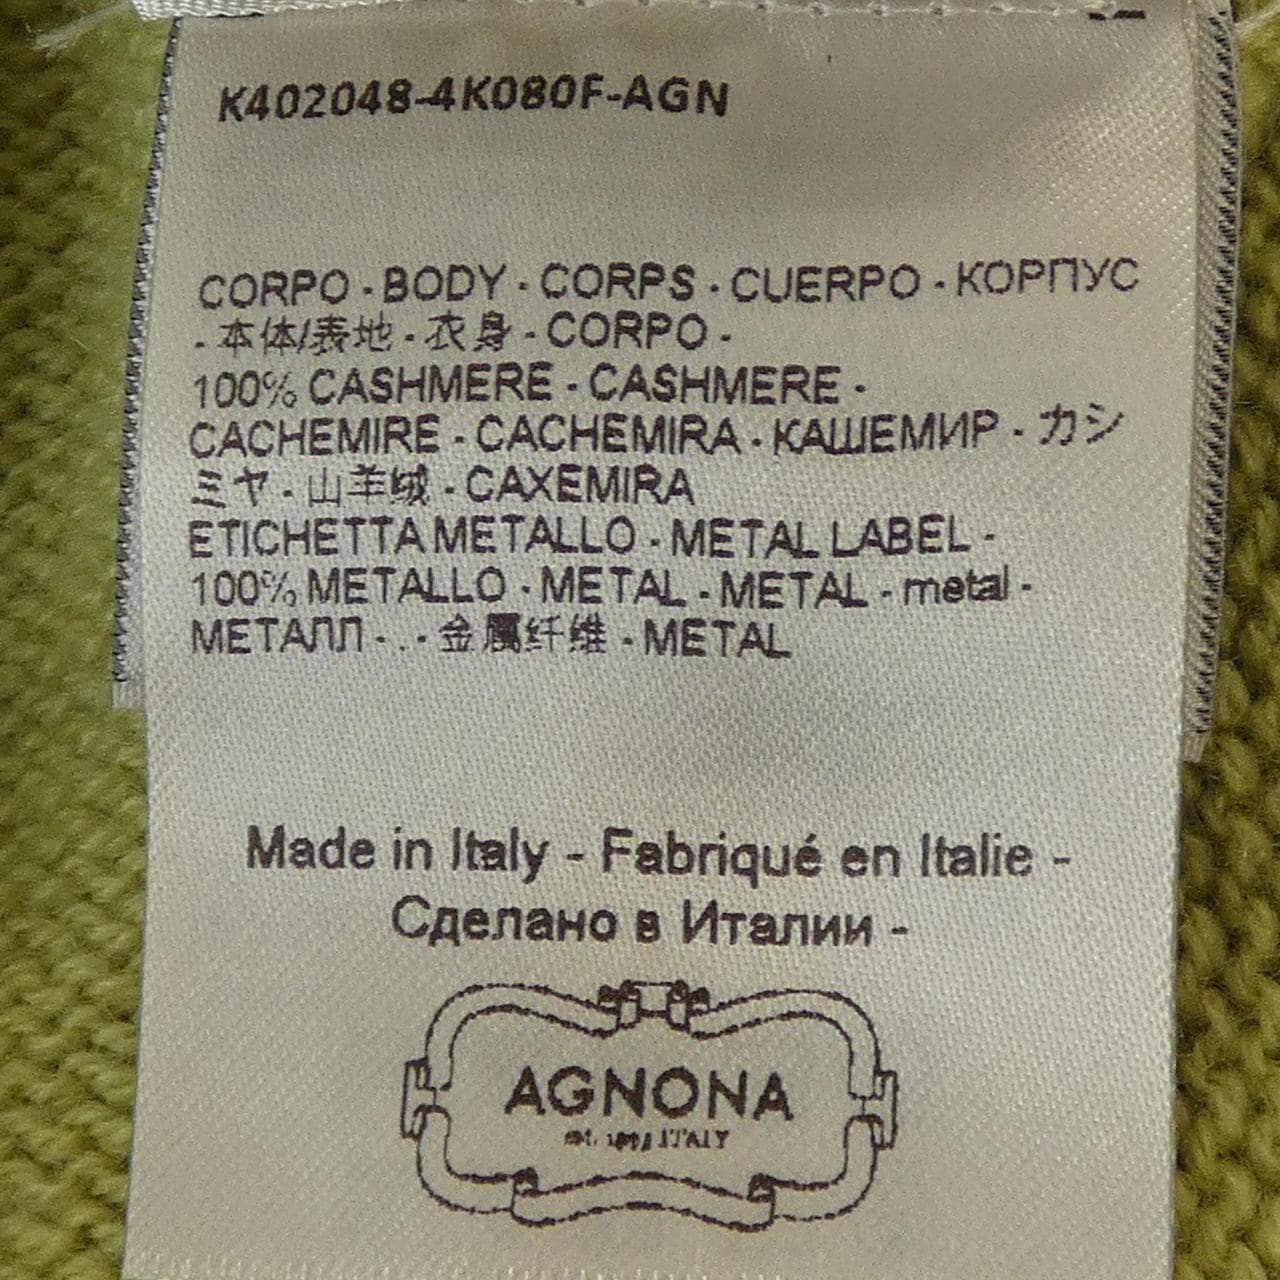 K402048-4K080F-AGN
CORPO - BODY - CORPS - CUERPO - КОРПУС
- 本体/表地 - 衣身 - CORPO -
100% CASHMERE - CASHMERE -
CACHEMIRE - CACHEMIRA - КАШЕМИР - カシ
ミヤ - 山羊绒 - CAXEMIRA
ETICHETTA METALLO - METAL LABEL -
100% METALLO - METAL - METAL - metal -
МЕТАЛЛ - . - 金属纤维 - METAL
Made in Italy - Fabriqué en Italie -
Сделано в Италии -
AGNONA
ITALY